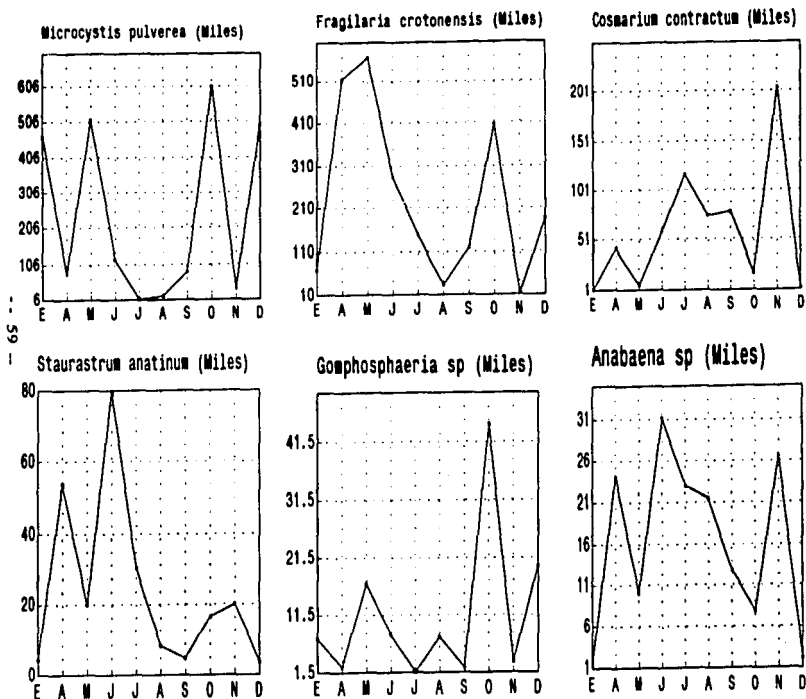 Microcystis pulverea (Miles)
606
506
406
306
206
106
6
E A M J J A S O N D
Fragilaria crotonensis (Miles)
510
410
310
210
110
10
E A M J J A S O N D
Cosmarium contractum (Miles)
201
151
101
51
1
E A M J J A S O N D
-- 59 --
Staurastrum anatinum (Miles)
80
60
40
20
0
E A M J J A S O N D
Gomphosphaeria sp (Miles)
41.5
31.5
21.5
11.5
1.5
E A M J J A S O N D
Anabaena sp (Miles)
31
26
21
16
11
6
1
E A M J J A S O N D